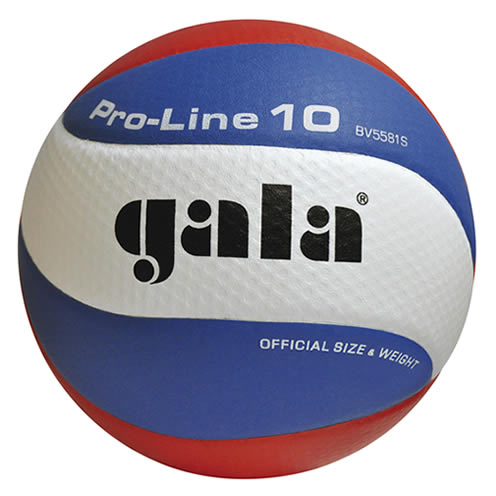 Pro-Line 10 BV5581S
gala®
OFFICIAL SIZE & WEIGHT